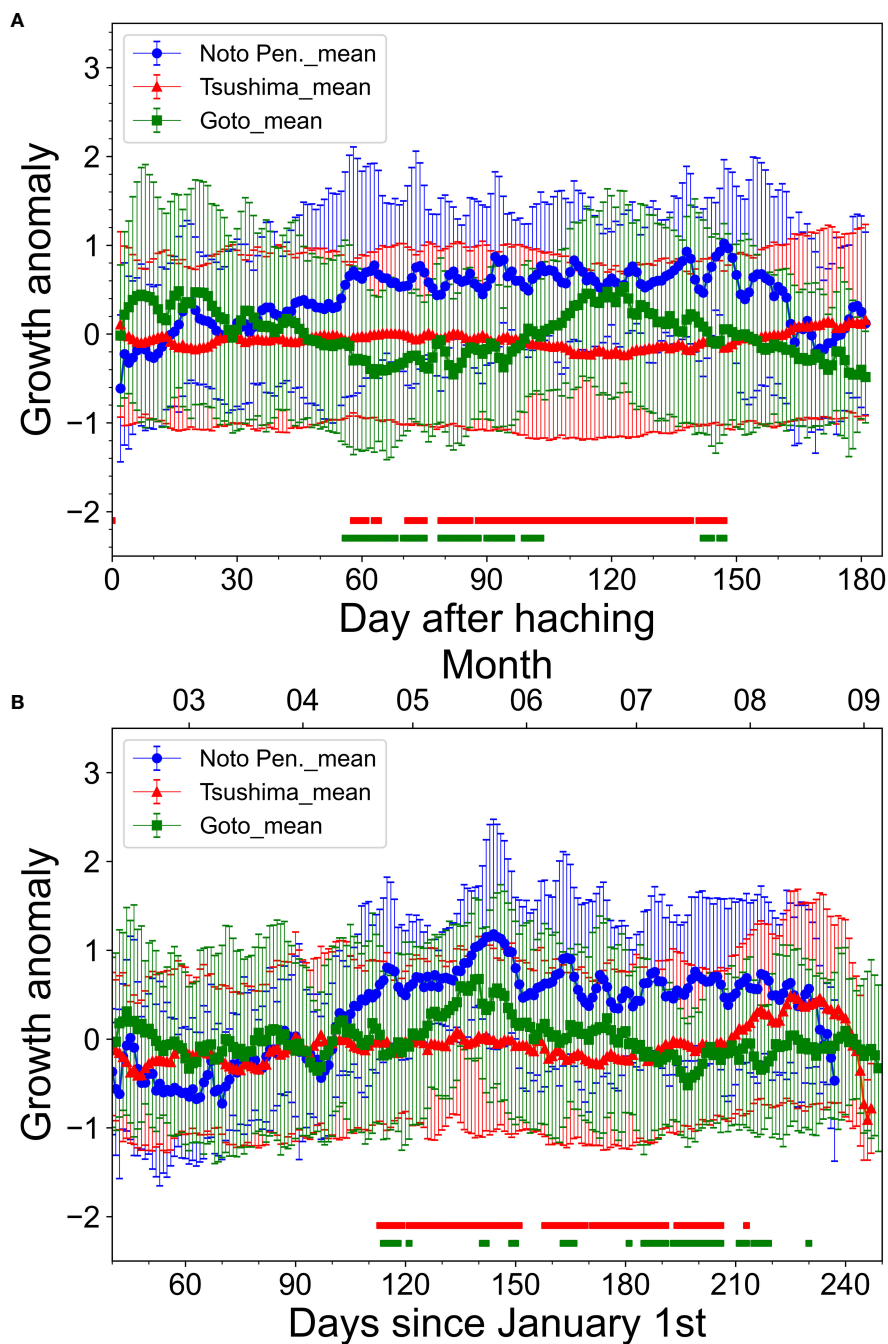 A
Noto Pen._mean
Tsushima_mean
Goto_mean
Growth anomaly
3
2
1
0
−1
−2
0 30 60 90 120 150 180
Day after haching
Month
B
03 04 05 06 07 08 09
Noto Pen._mean
Tsushima_mean
Goto_mean
Growth anomaly
3
2
1
0
−1
−2
60 90 120 150 180 210 240
Days since January 1st